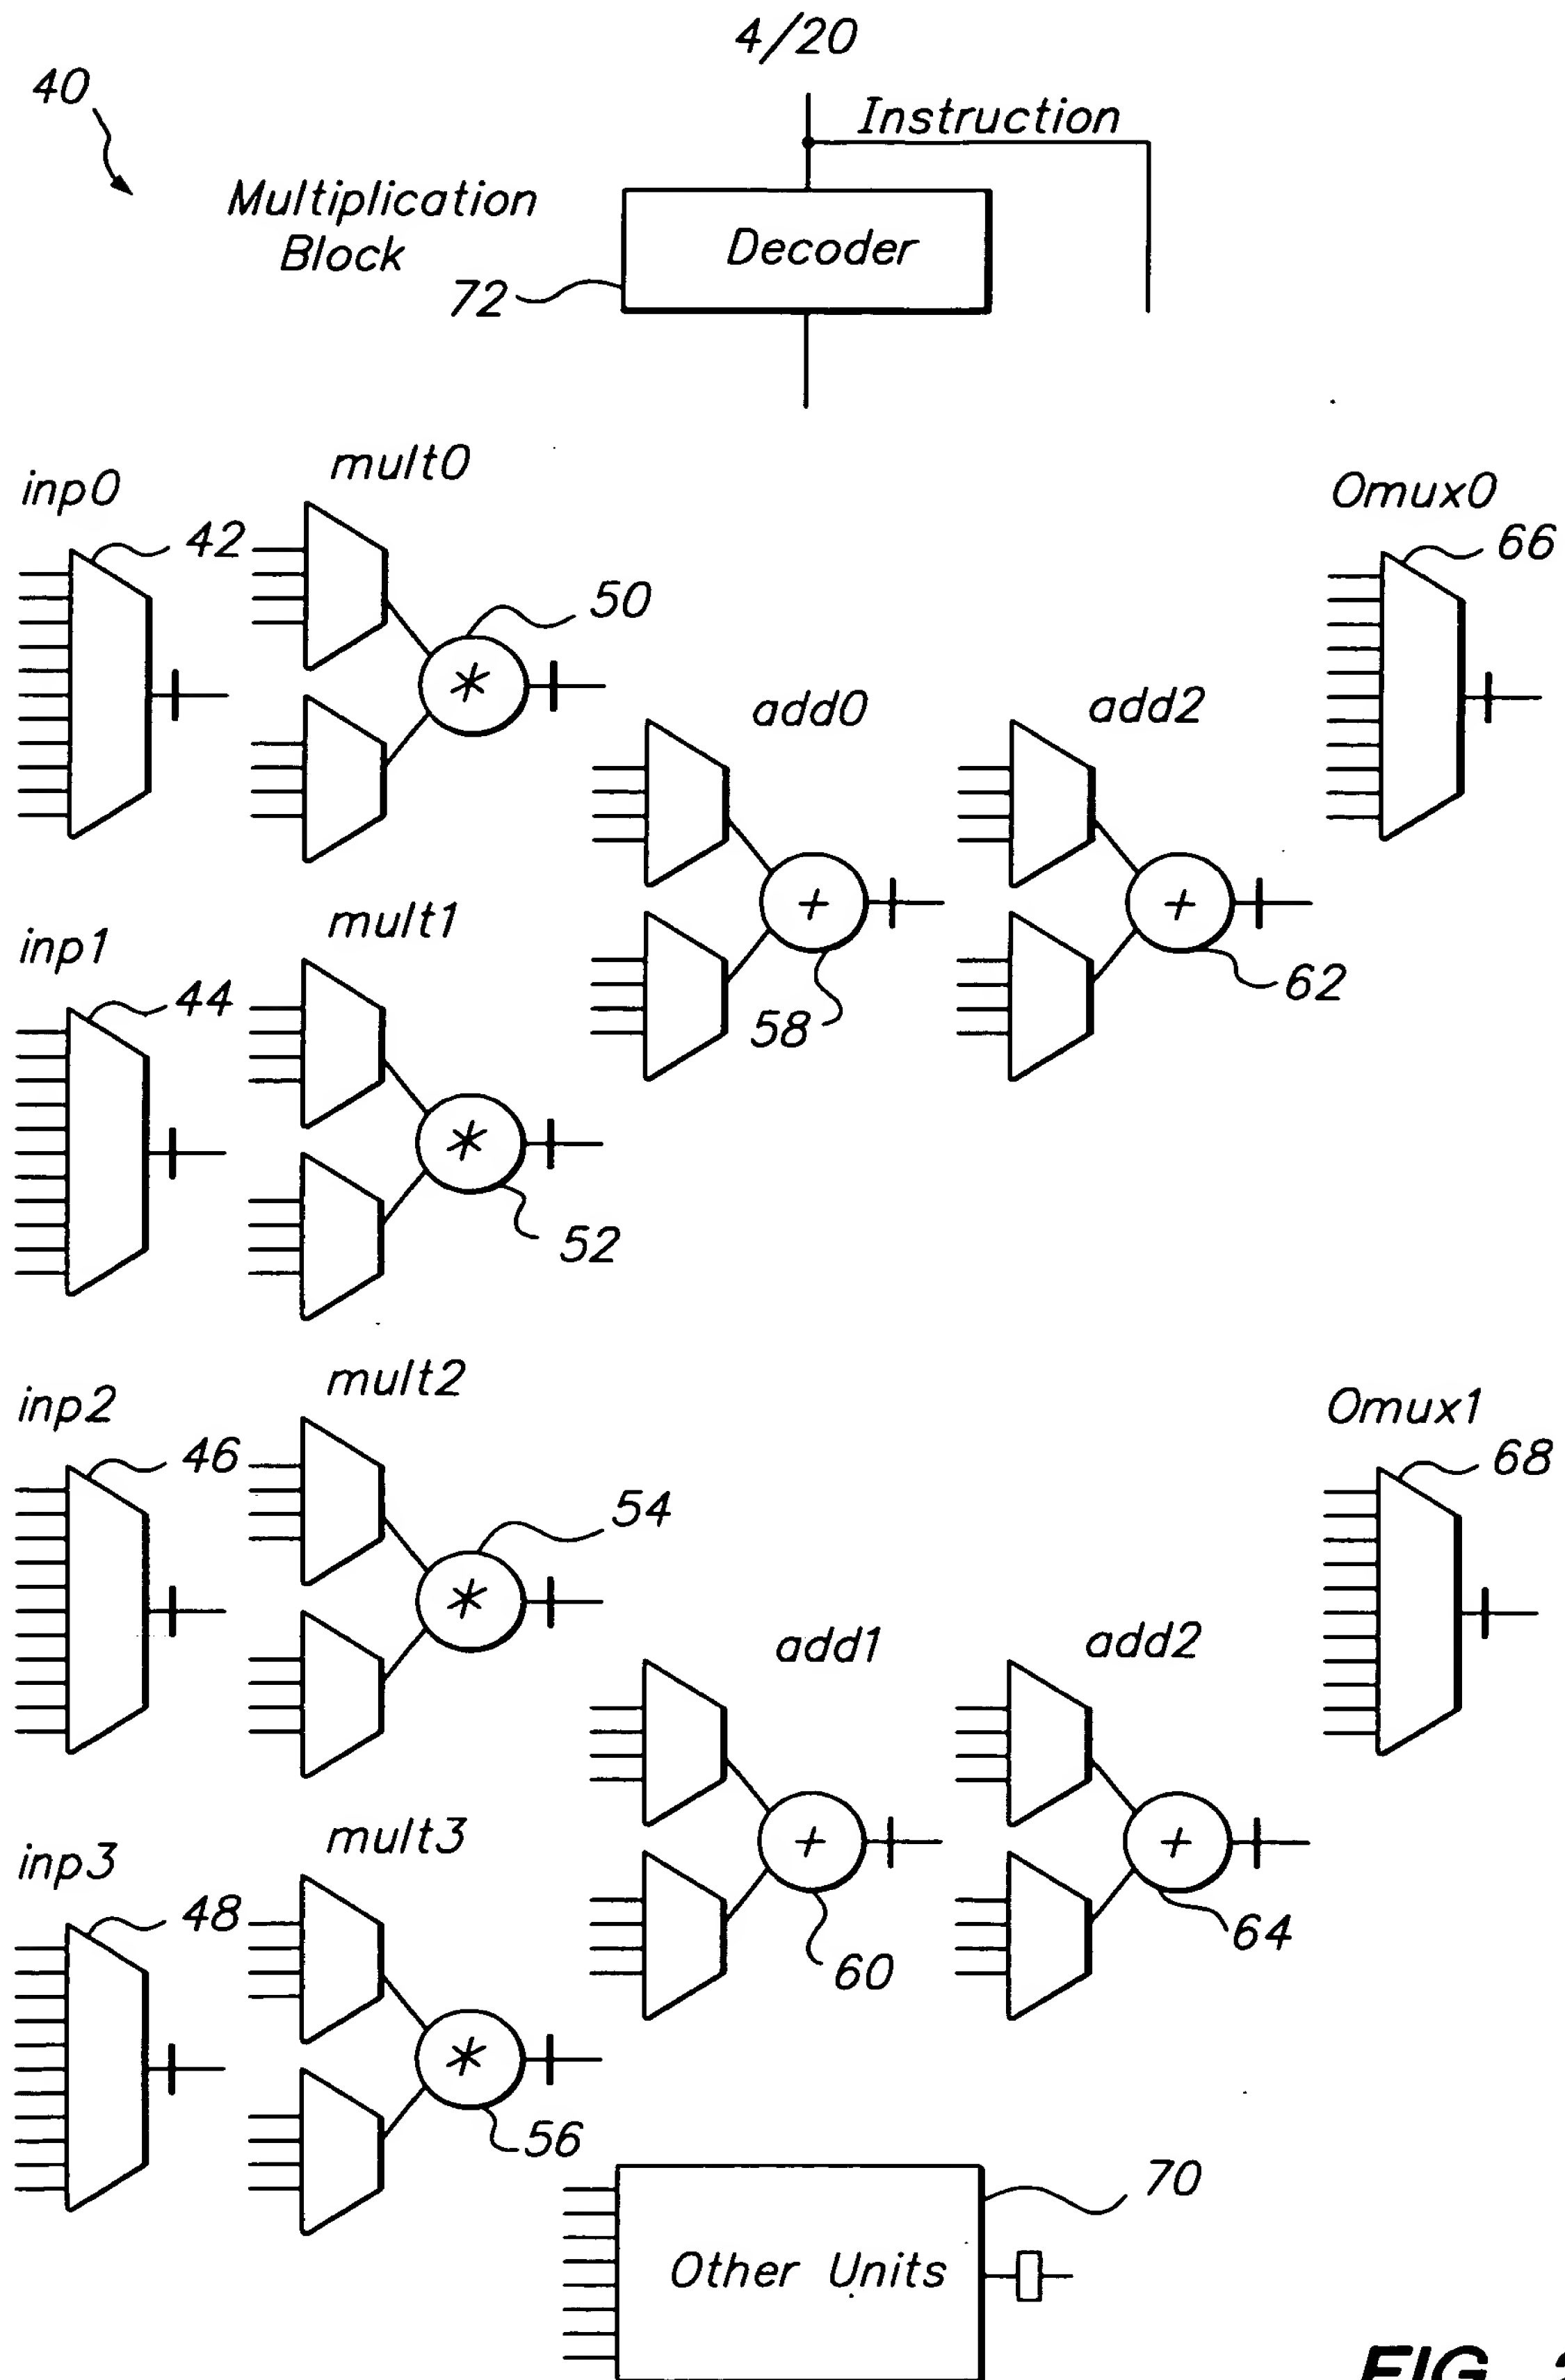 4/20
40
Instruction
Multiplication
Block
Decoder
72
mult0
inp0
Omux0
42
66
50
add0
add2
mult1
inp1
44
62
58
52
mult2
inp2
Omux1
46
68
54
add1
add2
mult3
inp3
48
64
60
56
70
Other Units
FIG.